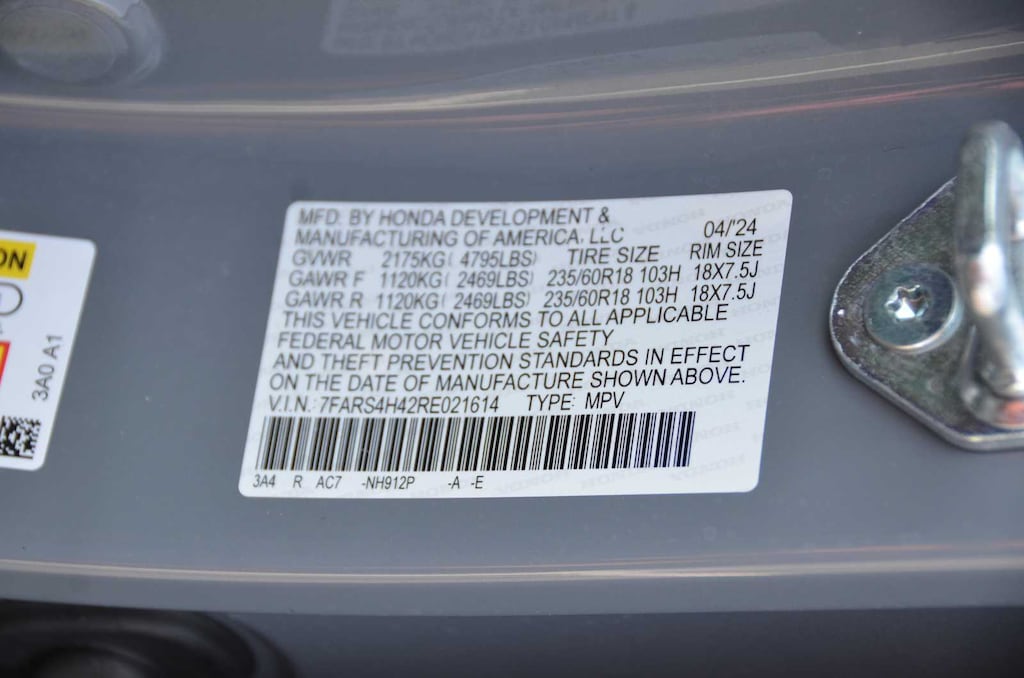 MFD. BY HONDA DEVELOPMENT &
MANUFACTURING OF AMERICA, LLC 04/'24
GVWR 2175KG( 4795LBS) TIRE SIZE RIM SIZE
GAWR F 1120KG( 2469LBS) 235/60R18 103H 18X7.5J
GAWR R 1120KG( 2469LBS) 235/60R18 103H 18X7.5J
THIS VEHICLE CONFORMS TO ALL APPLICABLE
FEDERAL MOTOR VEHICLE SAFETY
AND THEFT PREVENTION STANDARDS IN EFFECT
ON THE DATE OF MANUFACTURE SHOWN ABOVE.
V.I.N.: 7FARS4H42RE021614 TYPE: MPV
3A4 R AC7 -NH912P -A -E
ON
3A0 A1